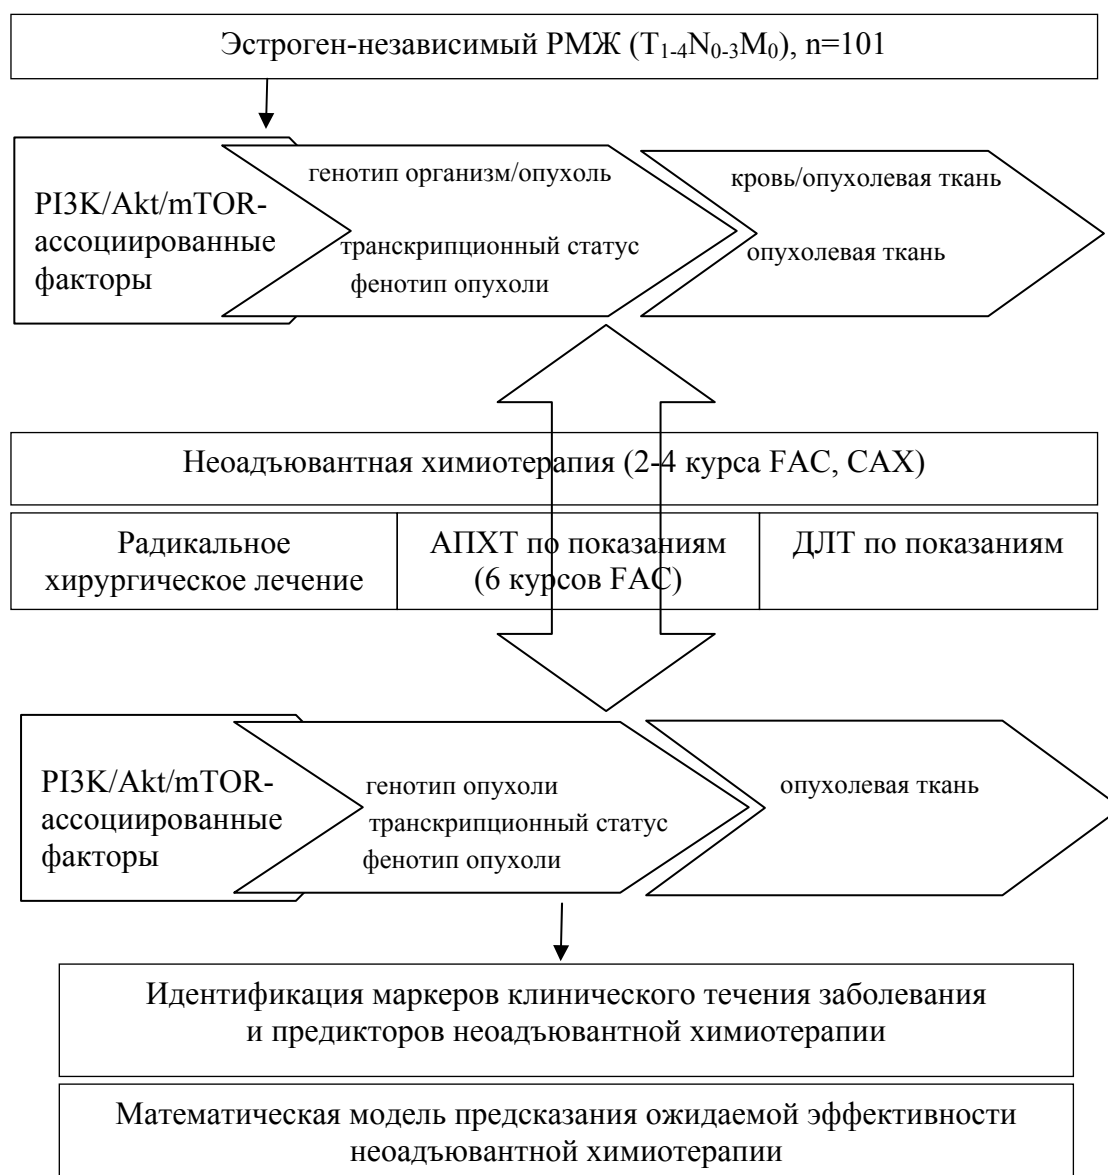 Эстроген-независимый РМЖ (T₁₋₄N₀₋₃M₀), n=101
PI3K/Akt/mTOR-
ассоциированные
факторы
генотип организм/опухоль
транскрипционный статус
фенотип опухоли
кровь/опухолевая ткань
опухолевая ткань
Неоадъювантная химиотерапия (2-4 курса FAC, CAX)
Радикальное
хирургическое лечение
АПХТ по показаниям
(6 курсов FAC)
ДЛТ по показаниям
PI3K/Akt/mTOR-
ассоциированные
факторы
генотип опухоли
транскрипционный статус
фенотип опухоли
опухолевая ткань
Идентификация маркеров клинического течения заболевания
и предикторов неоадъювантной химиотерапии
Математическая модель предсказания ожидаемой эффективности
неоадъювантной химиотерапии